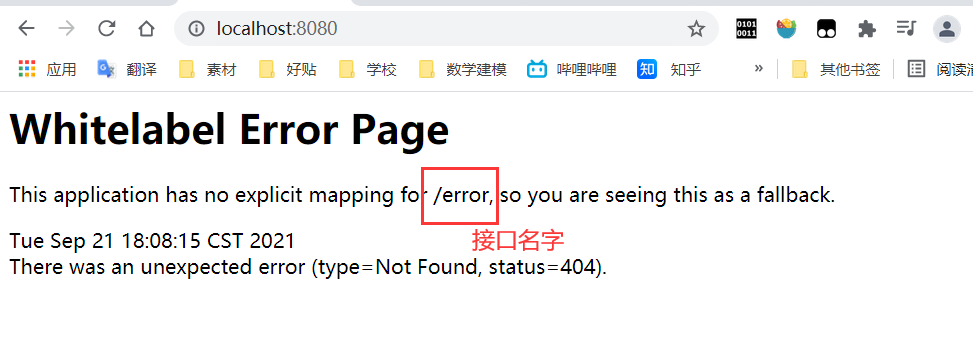 localhost:8080
应用 翻译 素材 好贴 学校 数学建模 哔哩哔哩 知 知乎 » 其他书签 阅读清
Whitelabel Error Page
This application has no explicit mapping for /error, so you are seeing this as a fallback.
接口名字
Tue Sep 21 18:08:15 CST 2021
There was an unexpected error (type=Not Found, status=404).